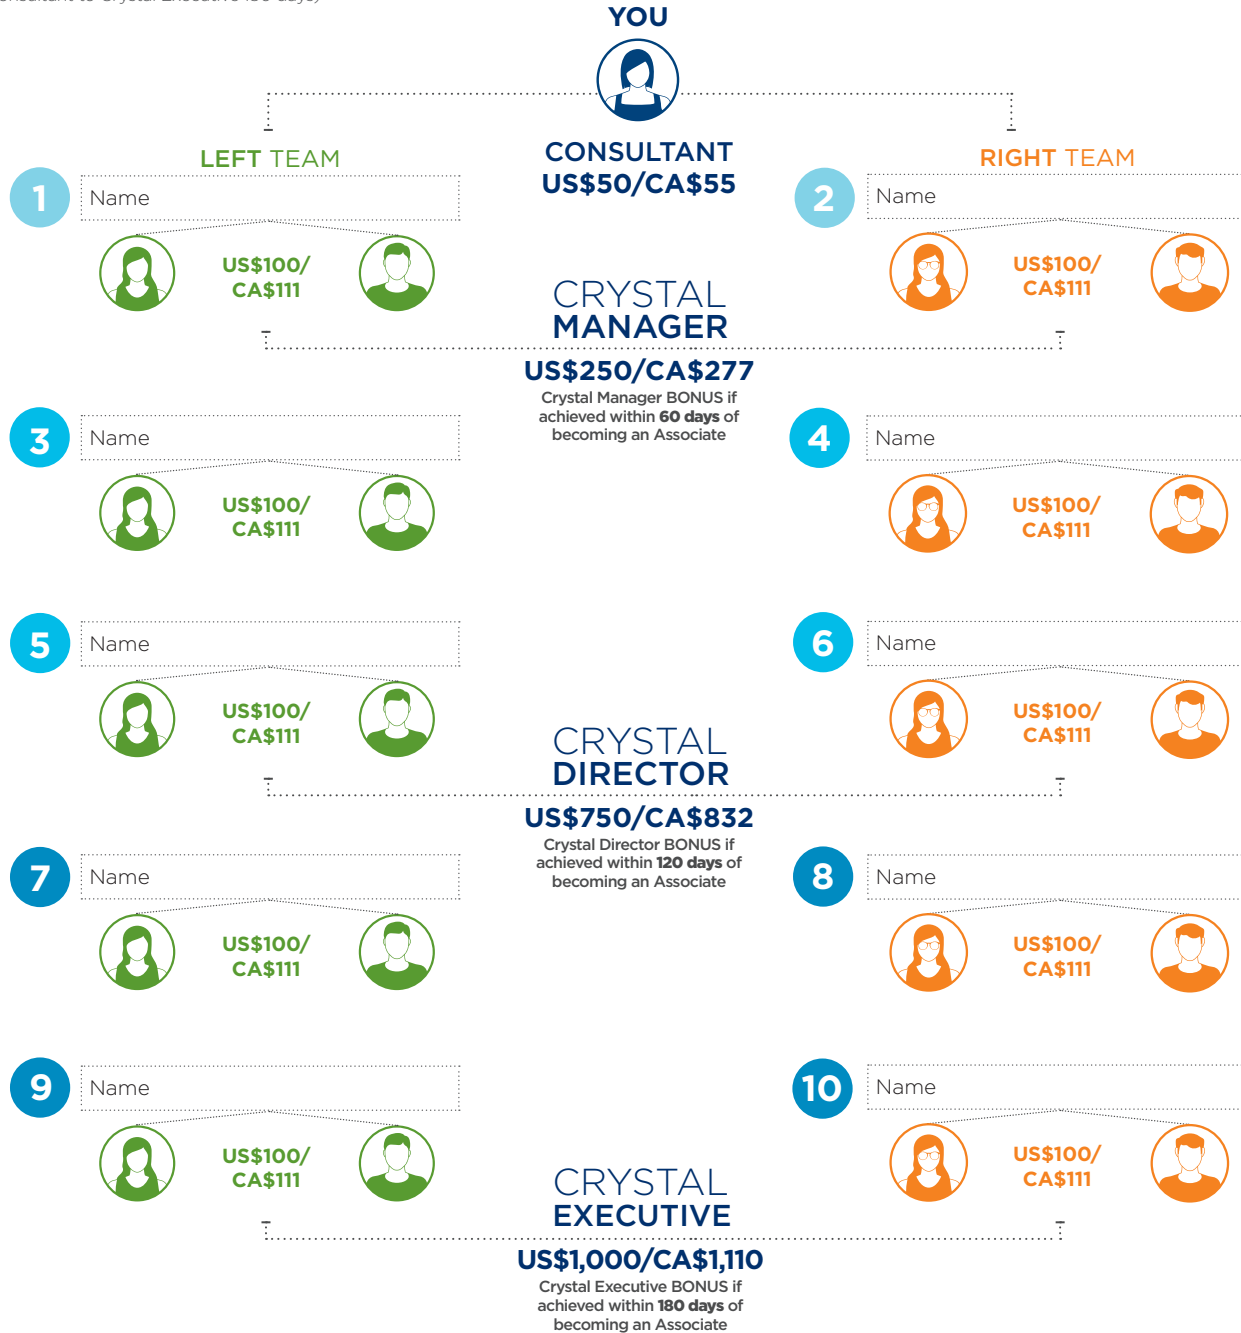 to Crystal Executive 180 days)
YOU
CONSULTANT
US$50/CA$55
LEFT TEAM
RIGHT TEAM
1
Name
2
Name
US$100/
CA$111
US$100/
CA$111
CRYSTAL
MANAGER
US$250/CA$277
Crystal Manager BONUS if
achieved within 60 days of
becoming an Associate
3
Name
4
Name
US$100/
CA$111
US$100/
CA$111
5
Name
6
Name
US$100/
CA$111
US$100/
CA$111
CRYSTAL
DIRECTOR
US$750/CA$832
Crystal Director BONUS if
achieved within 120 days of
becoming an Associate
7
Name
8
Name
US$100/
CA$111
US$100/
CA$111
9
Name
10
Name
US$100/
CA$111
US$100/
CA$111
CRYSTAL
EXECUTIVE
US$1,000/CA$1,110
Crystal Executive BONUS if
achieved within 180 days of
becoming an Associate